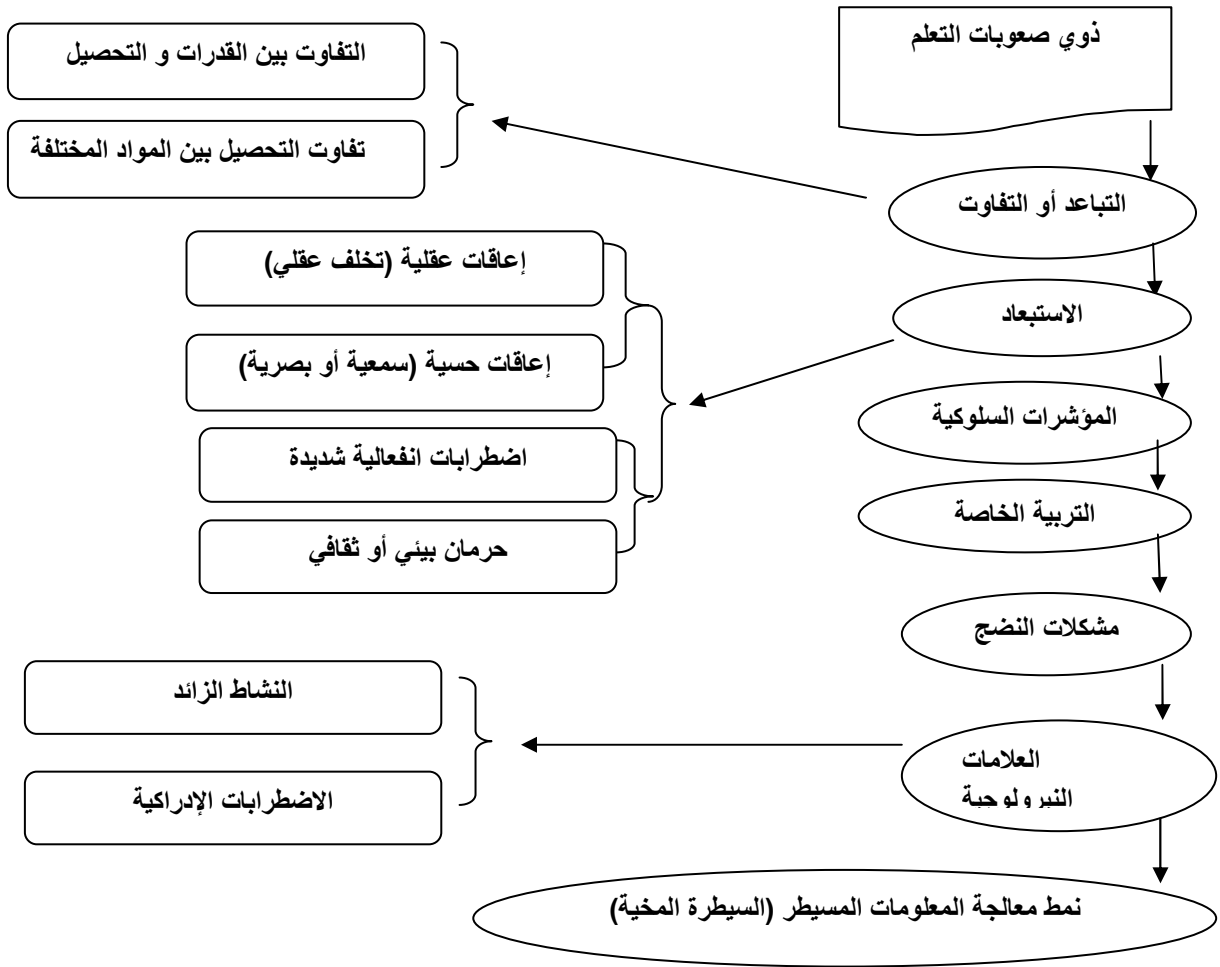 ذوي صعوبات التعلم
التباعد أو التفاوت
التفاوت بين القدرات و التحصيل
تفاوت التحصيل بين المواد المختلفة
الاستبعاد
إعاقات عقلية (تخلف عقلي)
إعاقات حسية (سمعية أو بصرية)
اضطرابات انفعالية شديدة
حرمان بيئي أو ثقافي
المؤشرات السلوكية
التربية الخاصة
مشكلات النضج
العلامات
النيرولوجية
النشاط الزائد
الاضطرابات الإدراكية
نمط معالجة المعلومات المسيطر (السيطرة المخية)